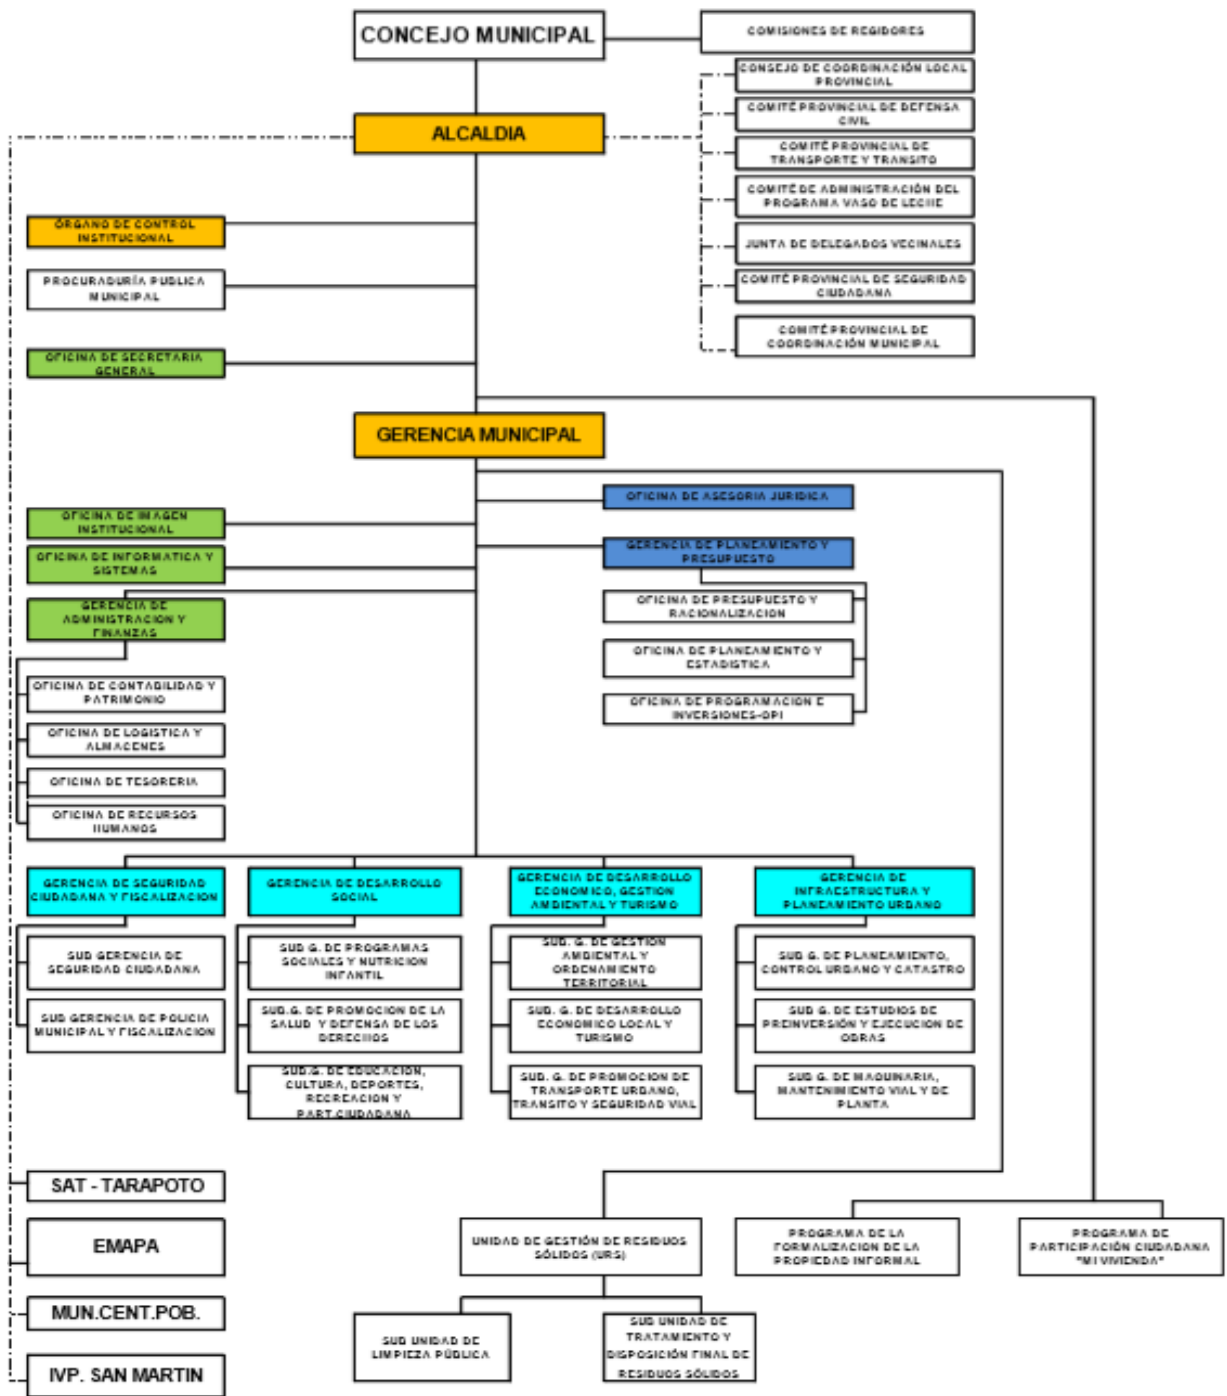 CONCEJO MUNICIPAL
COMISIONES DE REGIDORES
CONSEJO DE COORDINACIÓN LOCAL
PROVINCIAL
COMITÉ PROVINCIAL DE DEFENSA
CIVIL
COMITÉ PROVINCIAL DE
TRANSPORTE Y TRANSITO
COMITÉ DE ADMINISTRACIÓN DEL
PROGRAMA VASO DE LECHE
JUNTA DE DELEGADOS VECINALES
COMITÉ PROVINCIAL DE SEGURIDAD
CIUDADANA
COMITÉ PROVINCIAL DE
COORDINACIÓN MUNICIPAL
ALCALDIA
ÓRGANO DE CONTROL
INSTITUCIONAL
PROCURADURÍA PUBLICA
MUNICIPAL
OFICINA DE SECRETARIA
GENERAL
GERENCIA MUNICIPAL
OFICINA DE ASESORIA JURIDICA
OFICINA DE IMAGEN
INSTITUCIONAL
OFICINA DE INFORMATICA Y
SISTEMAS
GERENCIA DE PLANEAMIENTO Y
PRESUPUESTO
OFICINA DE PRESUPUESTO Y
RACIONALIZACION
OFICINA DE PLANEAMIENTO Y
ESTADISTICA
OFICINA DE PROGRAMACION E
INVERSIONES-OPI
GERENCIA DE
ADMINISTRACION Y
FINANZAS
OFICINA DE CONTABILIDAD Y
PATRIMONIO
OFICINA DE LOGISTICA Y
ALMACENES
OFICINA DE TESORERIA
OFICINA DE RECURSOS
HUMANOS
GERENCIA DE SEGURIDAD
CIUDADANA Y FISCALIZACION
SUB GERENCIA DE
SEGURIDAD CIUDADANA
SUB GERENCIA DE POLICIA
MUNICIPAL Y FISCALIZACION
GERENCIA DE DESARROLLO
SOCIAL
SUB G. DE PROGRAMAS
SOCIALES Y NUTRICION
INFANTIL
SUB.G. DE PROMOCION DE LA
SALUD Y DEFENSA DE LOS
DERECHOS
SUB.G. DE EDUCACION,
CULTURA, DEPORTES,
RECREACION Y
PART.CIUDADANA
GERENCIA DE DESARROLLO
ECONOMICO, GESTION
AMBIENTAL Y TURISMO
SUB. G. DE GESTION
AMBIENTAL Y
ORDENAMIENTO
TERRITORIAL
SUB. G. DE DESARROLLO
ECONOMICO LOCAL Y
TURISMO
SUB. G. DE PROMOCION DE
TRANSPORTE URBANO,
TRANSITO Y SEGURIDAD VIAL
GERENCIA DE
INFRAESTRUCTURA Y
PLANEAMIENTO URBANO
SUB G. DE PLANEAMIENTO,
CONTROL URBANO Y CATASTRO
SUB G. DE ESTUDIOS DE
PREINVERSIÓN Y EJECUCION DE
OBRAS
SUB G. DE MAQUINARIA,
MANTENIMIENTO VIAL Y DE
PLANTA
SAT - TARAPOTO
EMAPA
MUN.CENT.POB.
IVP. SAN MARTIN
UNIDAD DE GESTIÓN DE RESIDUOS
SÓLIDOS (URS)
SUB UNIDAD DE
LIMPIEZA PÚBLICA
SUB UNIDAD DE
TRATAMIENTO Y
DISPOSICIÓN FINAL DE
RESIDUOS SÓLIDOS
PROGRAMA DE LA
FORMALIZACION DE LA
PROPIEDAD INFORMAL
PROGRAMA DE
PARTICIPACIÓN CIUDADANA
"MI VIVIENDA"